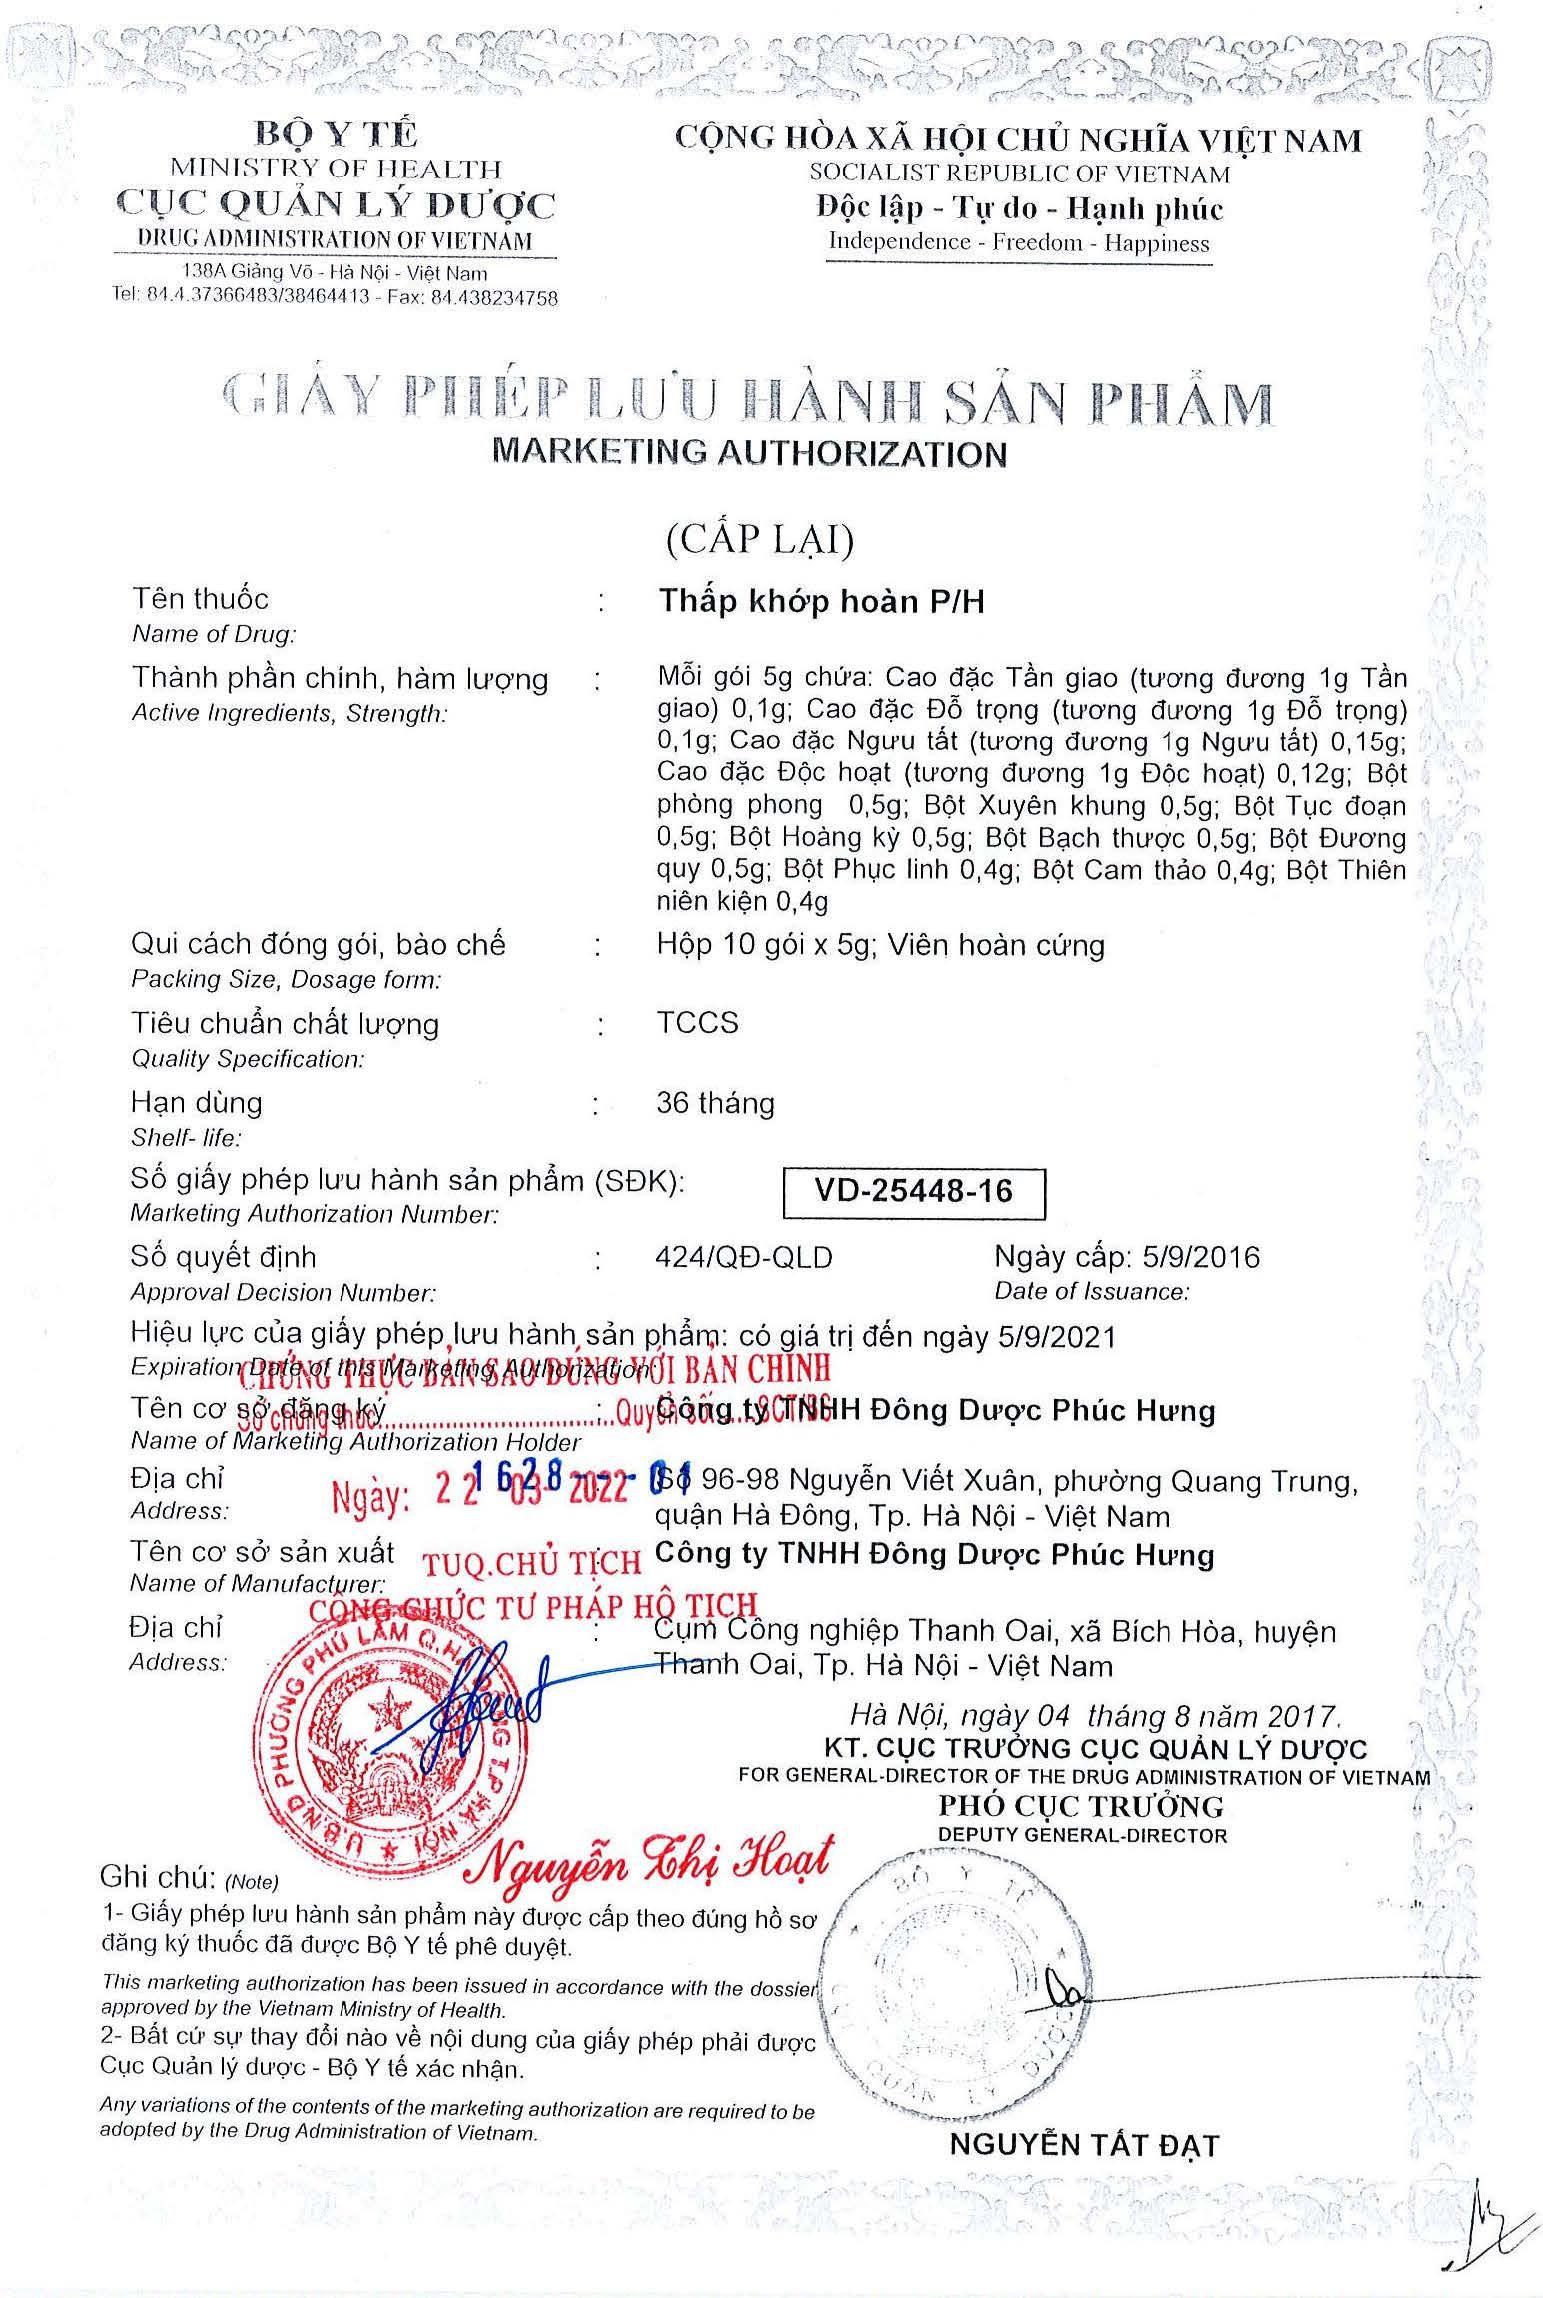 BỘ Y TẾ
MINISTRY OF HEALTH
CỤC QUẢN LÝ DƯỢC
DRUG ADMINISTRATION OF VIETNAM
138A Giảng Võ - Hà Nội - Việt Nam
Tel: 84.4.37366483/38464413 - Fax: 84.438234758
CỘNG HÒA XÃ HỘI CHỦ NGHĨA VIỆT NAM
SOCIALIST REPUBLIC OF VIETNAM
Độc lập - Tự do - Hạnh phúc
Independence - Freedom - Happiness
GIẤY PHÉP LƯU HÀNH SẢN PHẨM
MARKETING AUTHORIZATION
(CẤP LẠI)
Tên thuốc : Thấp khớp hoàn P/H
Name of Drug:
Thành phần chính, hàm lượng : Mỗi gói 5g chứa: Cao đặc Tần giao (tương đương 1g Tần
Active Ingredients, Strength: giao) 0,1g; Cao đặc Đỗ trọng (tương đương 1g Đỗ trọng)
0,1g; Cao đặc Ngưu tất (tương đương 1g Ngưu tất) 0,15g;
Cao đặc Độc hoạt (tương đương 1g Độc hoạt) 0,12g; Bột
phòng phong 0,5g; Bột Xuyên khung 0,5g; Bột Tục đoạn
0,5g; Bột Hoàng kỳ 0,5g; Bột Bạch thược 0,5g; Bột Đương
quy 0,5g; Bột Phục linh 0,4g; Bột Cam thảo 0,4g; Bột Thiên
niên kiện 0,4g
Qui cách đóng gói, bào chế : Hộp 10 gói x 5g; Viên hoàn cứng
Packing Size, Dosage form:
Tiêu chuẩn chất lượng : TCCS
Quality Specification:
Hạn dùng : 36 tháng
Shelf- life:
Số giấy phép lưu hành sản phẩm (SĐK): VD-25448-16
Marketing Authorization Number:
Số quyết định : 424/QĐ-QLD Ngày cấp: 5/9/2016
Approval Decision Number: Date of Issuance:
Hiệu lực của giấy phép lưu hành sản phẩm: có giá trị đến ngày 5/9/2021
Expiration Date of this Marketing Authorization:
CHỨNG THỰC BẢN SAO ĐÚNG VỚI BẢN CHÍNH
Tên cơ sở đăng ký : Công ty TNHH Đông Dược Phúc Hưng
Số chứng thực..............Quyển số.....SCT/BS
Name of Marketing Authorization Holder
1628 - - - 01
Địa chỉ : Số 96-98 Nguyễn Viết Xuân, phường Quang Trung,
Ngày: 22 -03- 2022
Address: quận Hà Đông, Tp. Hà Nội - Việt Nam
Tên cơ sở sản xuất : Công ty TNHH Đông Dược Phúc Hưng
TUQ.CHỦ TỊCH
Name of Manufacturer:
CÔNG CHỨC TƯ PHÁP HỘ TỊCH
Địa chỉ : Cụm Công nghiệp Thanh Oai, xã Bích Hòa, huyện
Address: Thanh Oai, Tp. Hà Nội - Việt Nam
U.B.N.D PHƯỜNG PHÚ LÃM Q.HÀ ĐÔNG T.P HÀ NỘI
Hà Nội, ngày 04 tháng 8 năm 2017.
KT. CỤC TRƯỞNG CỤC QUẢN LÝ DƯỢC
FOR GENERAL-DIRECTOR OF THE DRUG ADMINISTRATION OF VIETNAM
PHÓ CỤC TRƯỞNG
DEPUTY GENERAL-DIRECTOR
Nguyễn Thị Hoạt
BỘ Y TẾ
CỤC QUẢN LÝ DƯỢC
Ghi chú: (Note)
1- Giấy phép lưu hành sản phẩm này được cấp theo đúng hồ sơ
đăng ký thuốc đã được Bộ Y tế phê duyệt.
This marketing authorization has been issued in accordance with the dossier
approved by the Vietnam Ministry of Health.
2- Bất cứ sự thay đổi nào về nội dung của giấy phép phải được
Cục Quản lý dược - Bộ Y tế xác nhận.
Any variations of the contents of the marketing authorization are required to be
adopted by the Drug Administration of Vietnam.
NGUYỄN TẤT ĐẠT